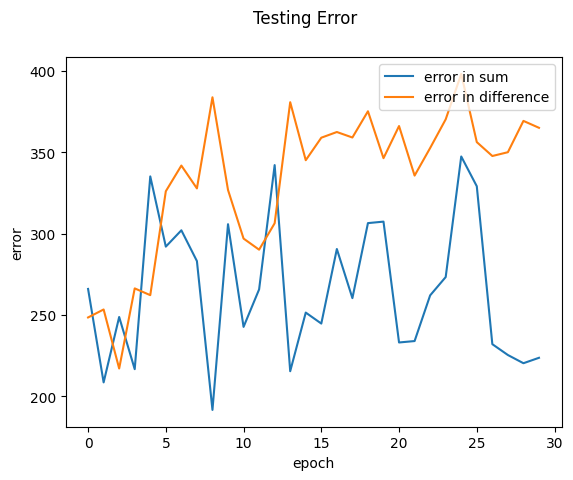 Testing Error
error in sum
error in difference
400
350
300
250
200
error
0 5 10 15 20 25 30
epoch